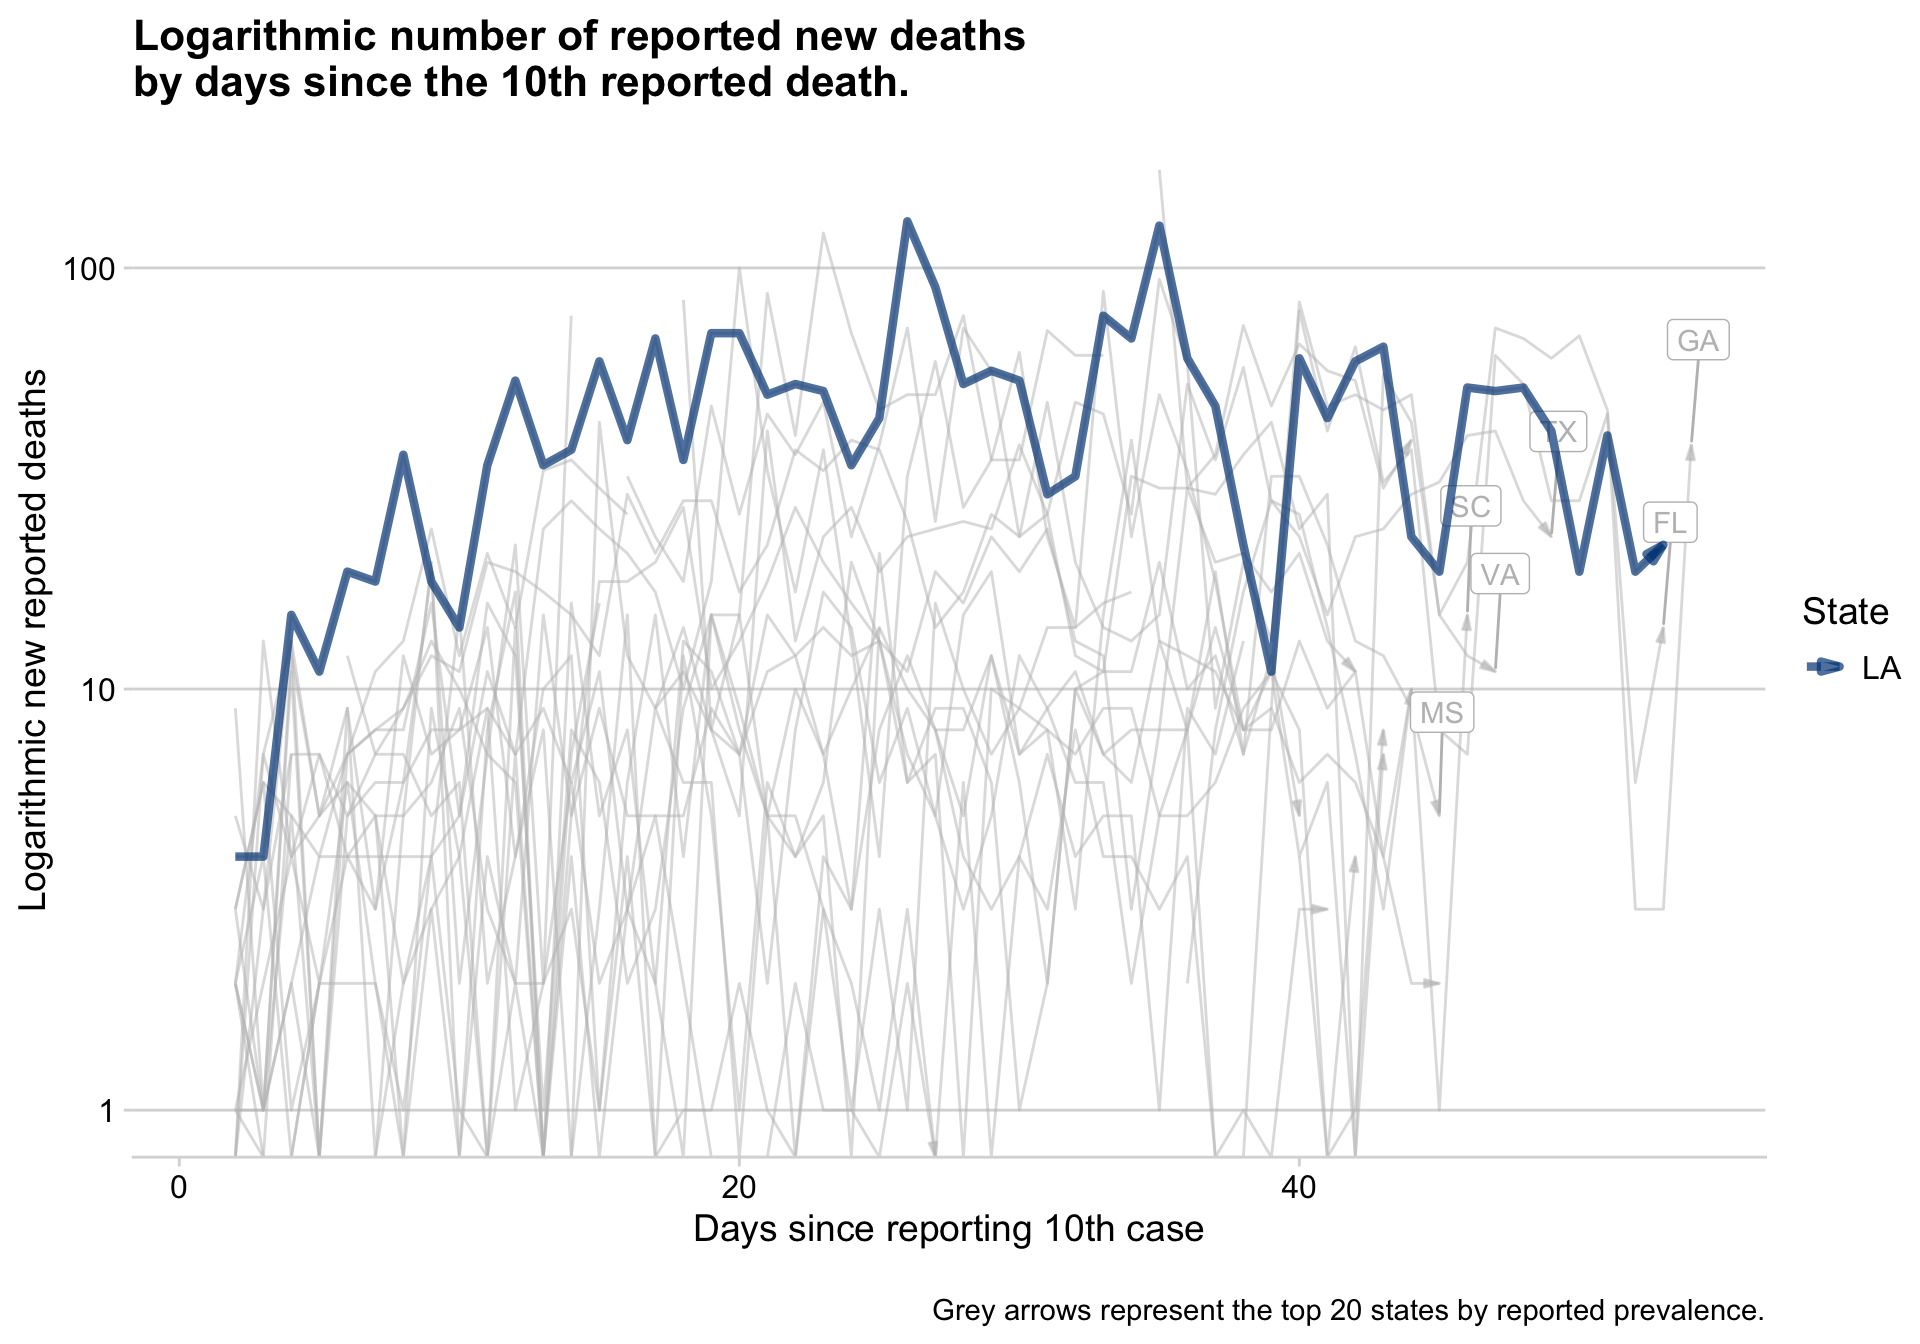 Logarithmic number of reported new deaths
by days since the 10th reported death.
Logarithmic new reported deaths
100
10
1
GA
TX
SC
FL
VA
MS
State
LA
0
20
40
Days since reporting 10th case
Grey arrows represent the top 20 states by reported prevalence.